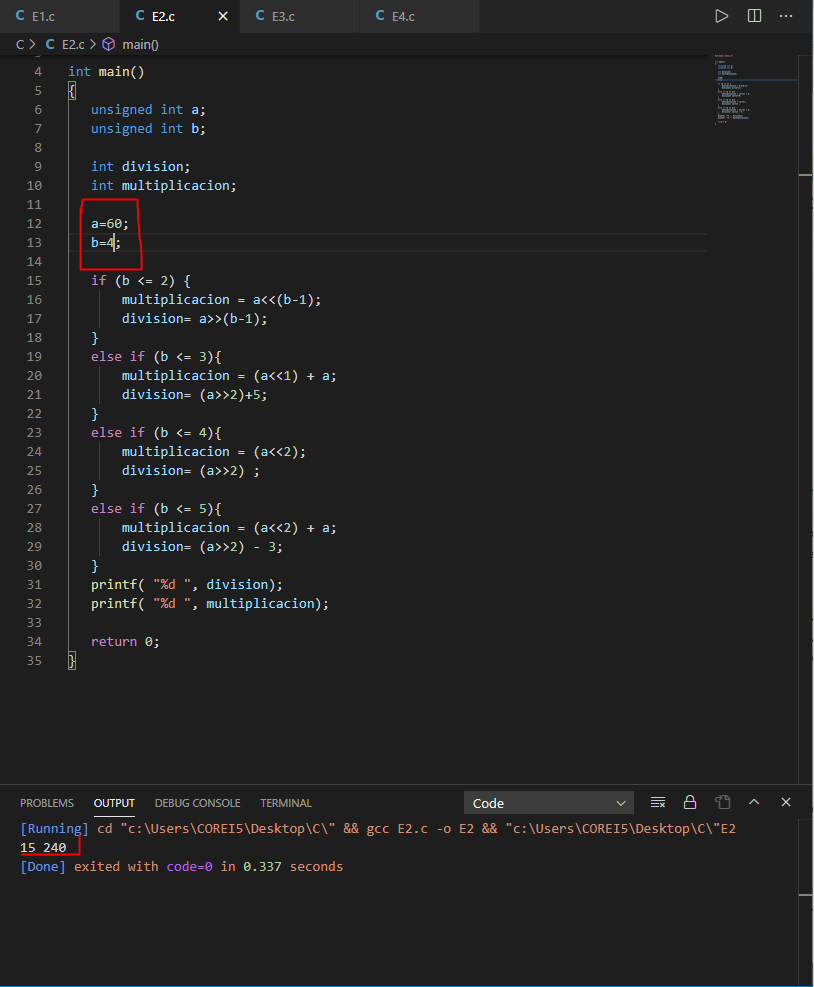 E1.c
E2.c
E3.c
E4.c
C > E2.c > main()
4 int main()
5 {
6 unsigned int a;
7 unsigned int b;
8
9 int division;
10 int multiplicacion;
11
12 a=60;
13 b=4;
14
15 if (b <= 2) {
16 multiplicacion = a<<(b-1);
17 division= a>>(b-1);
18 }
19 else if (b <= 3){
20 multiplicacion = (a<<1) + a;
21 division= (a>>2)+5;
22 }
23 else if (b <= 4){
24 multiplicacion = (a<<2);
25 division= (a>>2) ;
26 }
27 else if (b <= 5){
28 multiplicacion = (a<<2) + a;
29 division= (a>>2) - 3;
30 }
31 printf( "%d ", division);
32 printf( "%d ", multiplicacion);
33
34 return 0;
35 }
PROBLEMS OUTPUT DEBUG CONSOLE TERMINAL Code
[Running] cd "c:\Users\COREI5\Desktop\C\" && gcc E2.c -o E2 && "c:\Users\COREI5\Desktop\C\"E2
15 240
[Done] exited with code=0 in 0.337 seconds